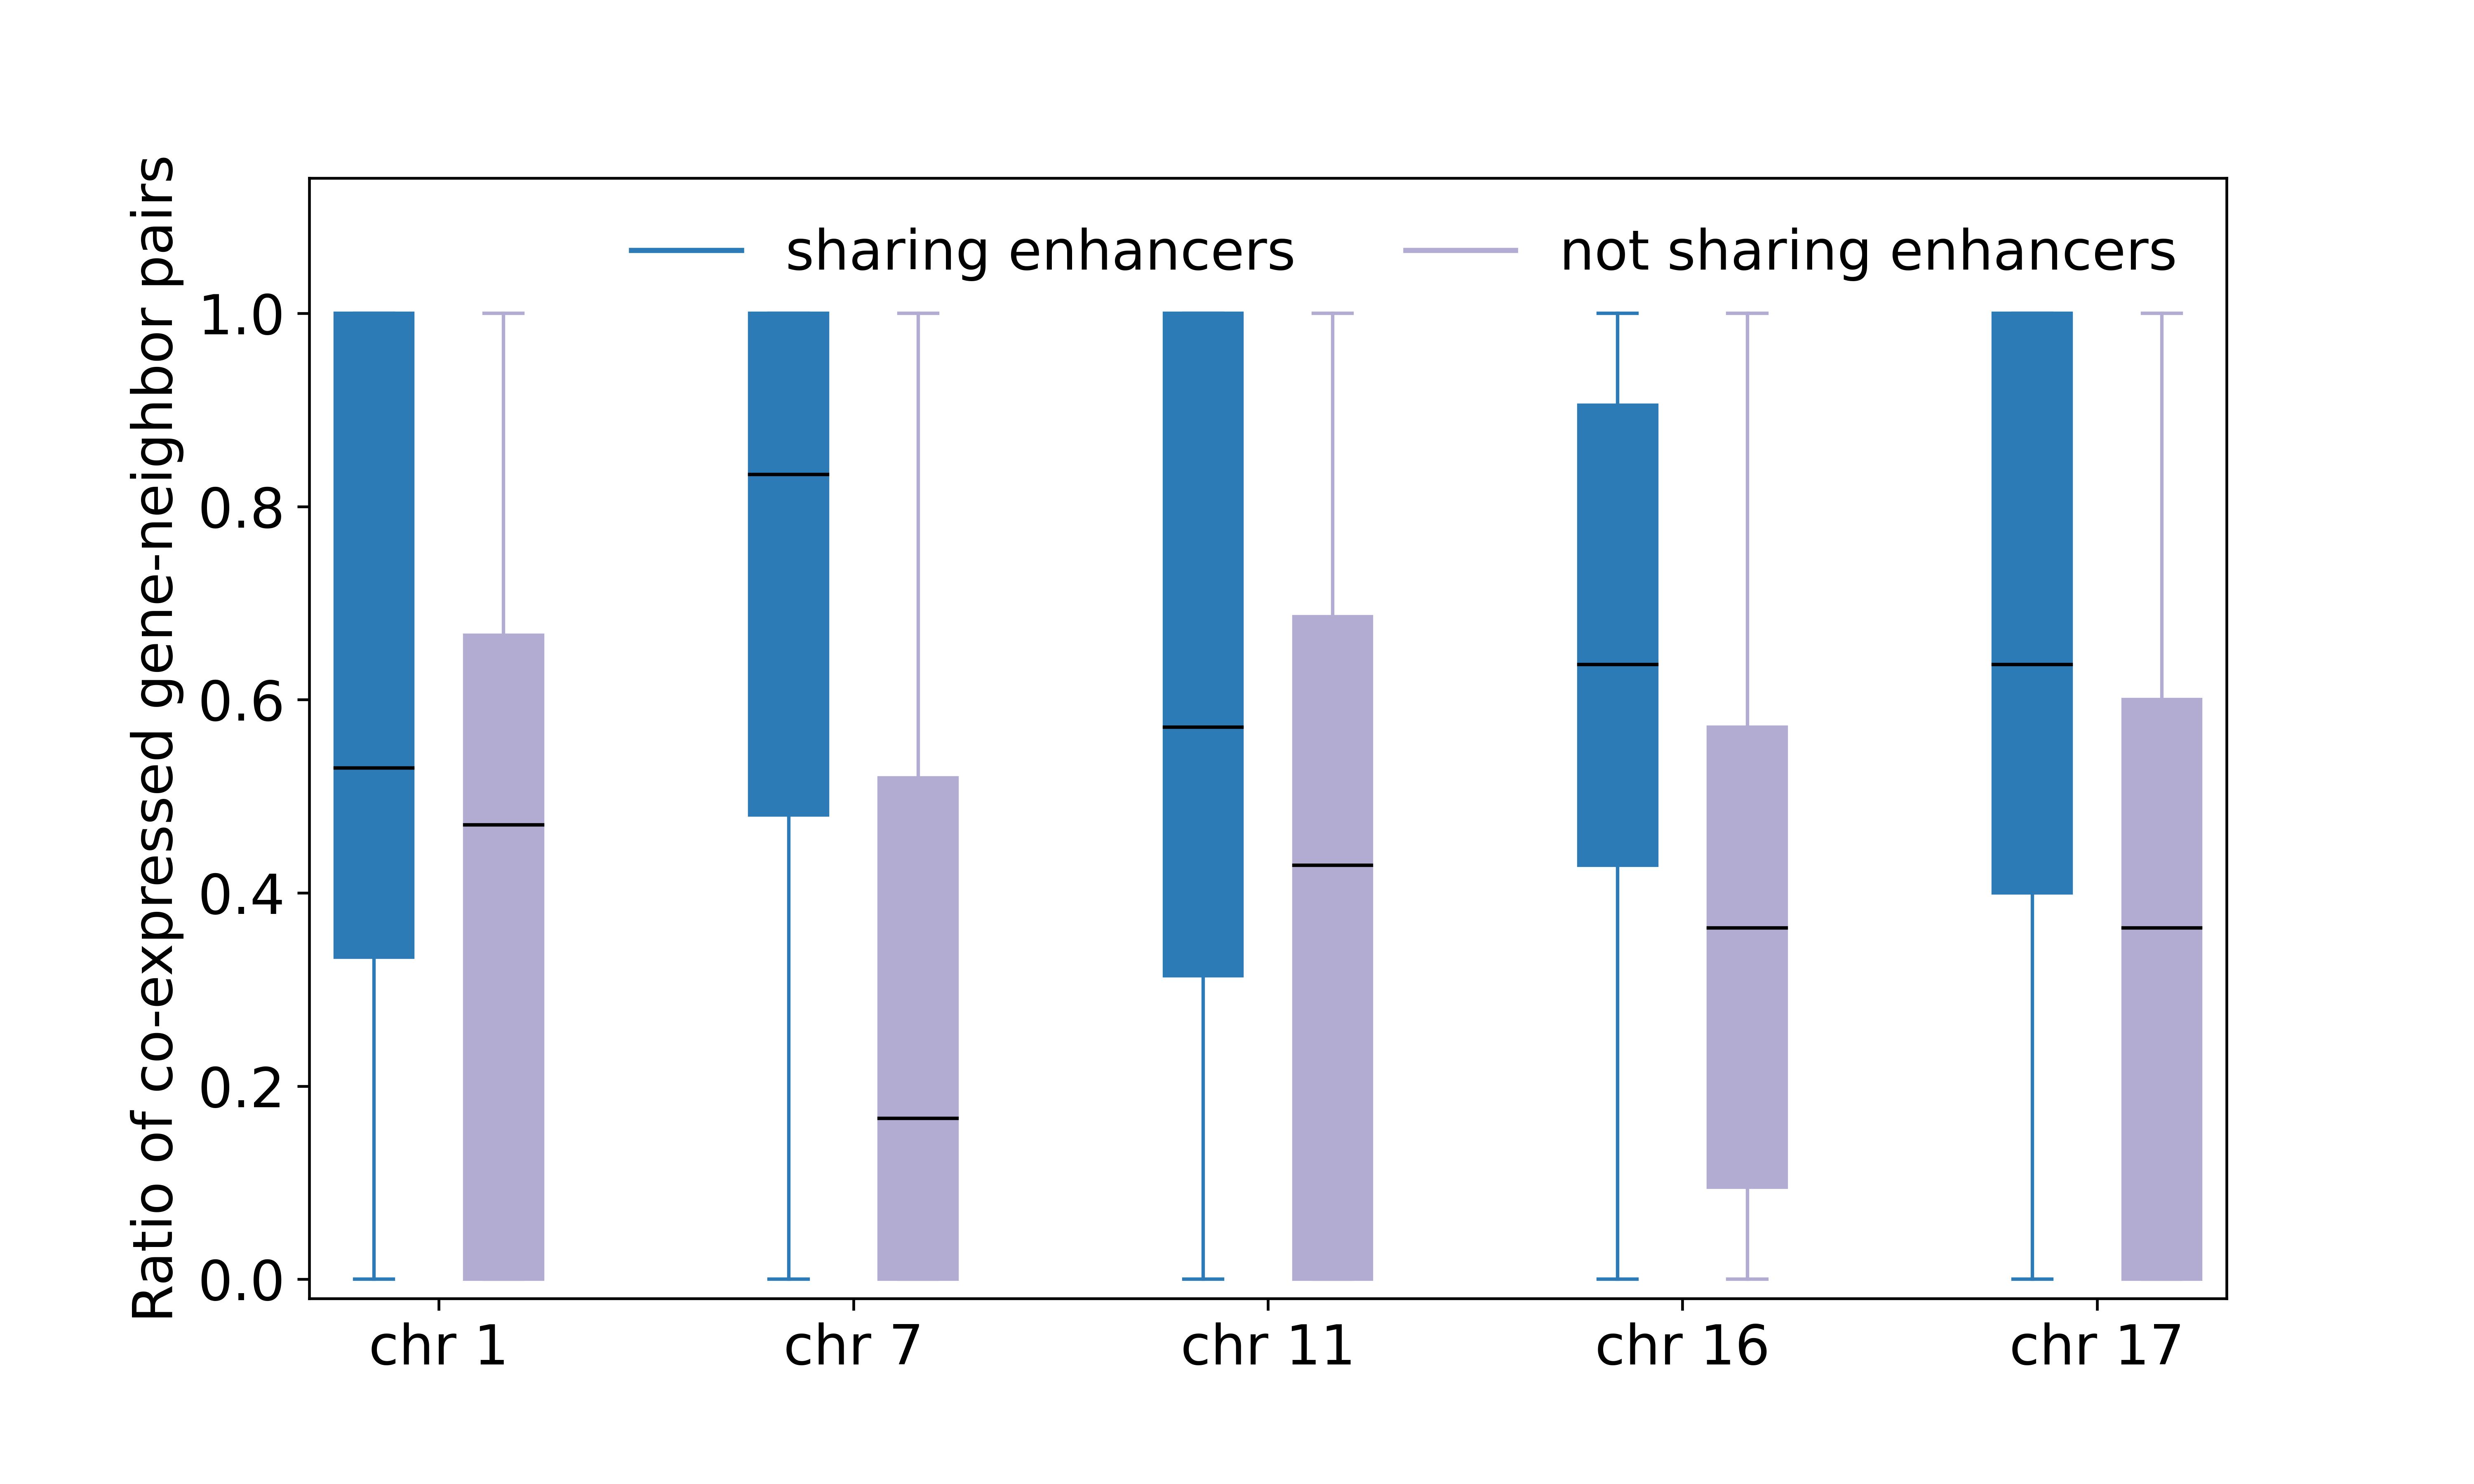 Ratio of co-expressed gene-neighbor pairs
sharing enhancers
not sharing enhancers
1.0
0.8
0.6
0.4
0.2
0.0
chr 1
chr 7
chr 11
chr 16
chr 17